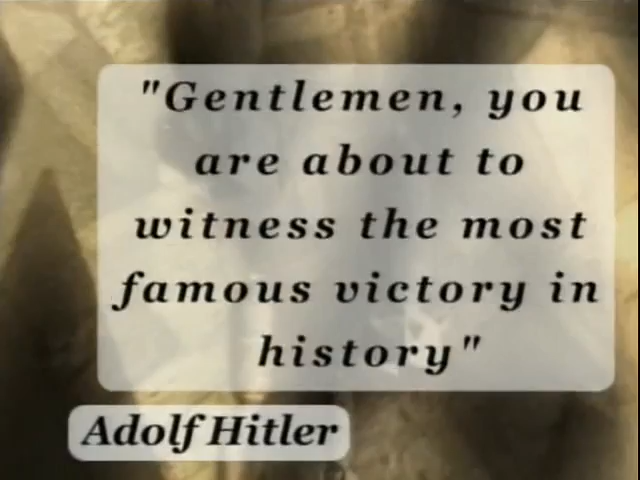 "Gentlemen, you
are about to
witness the most
famous victory in
history"
Adolf Hitler